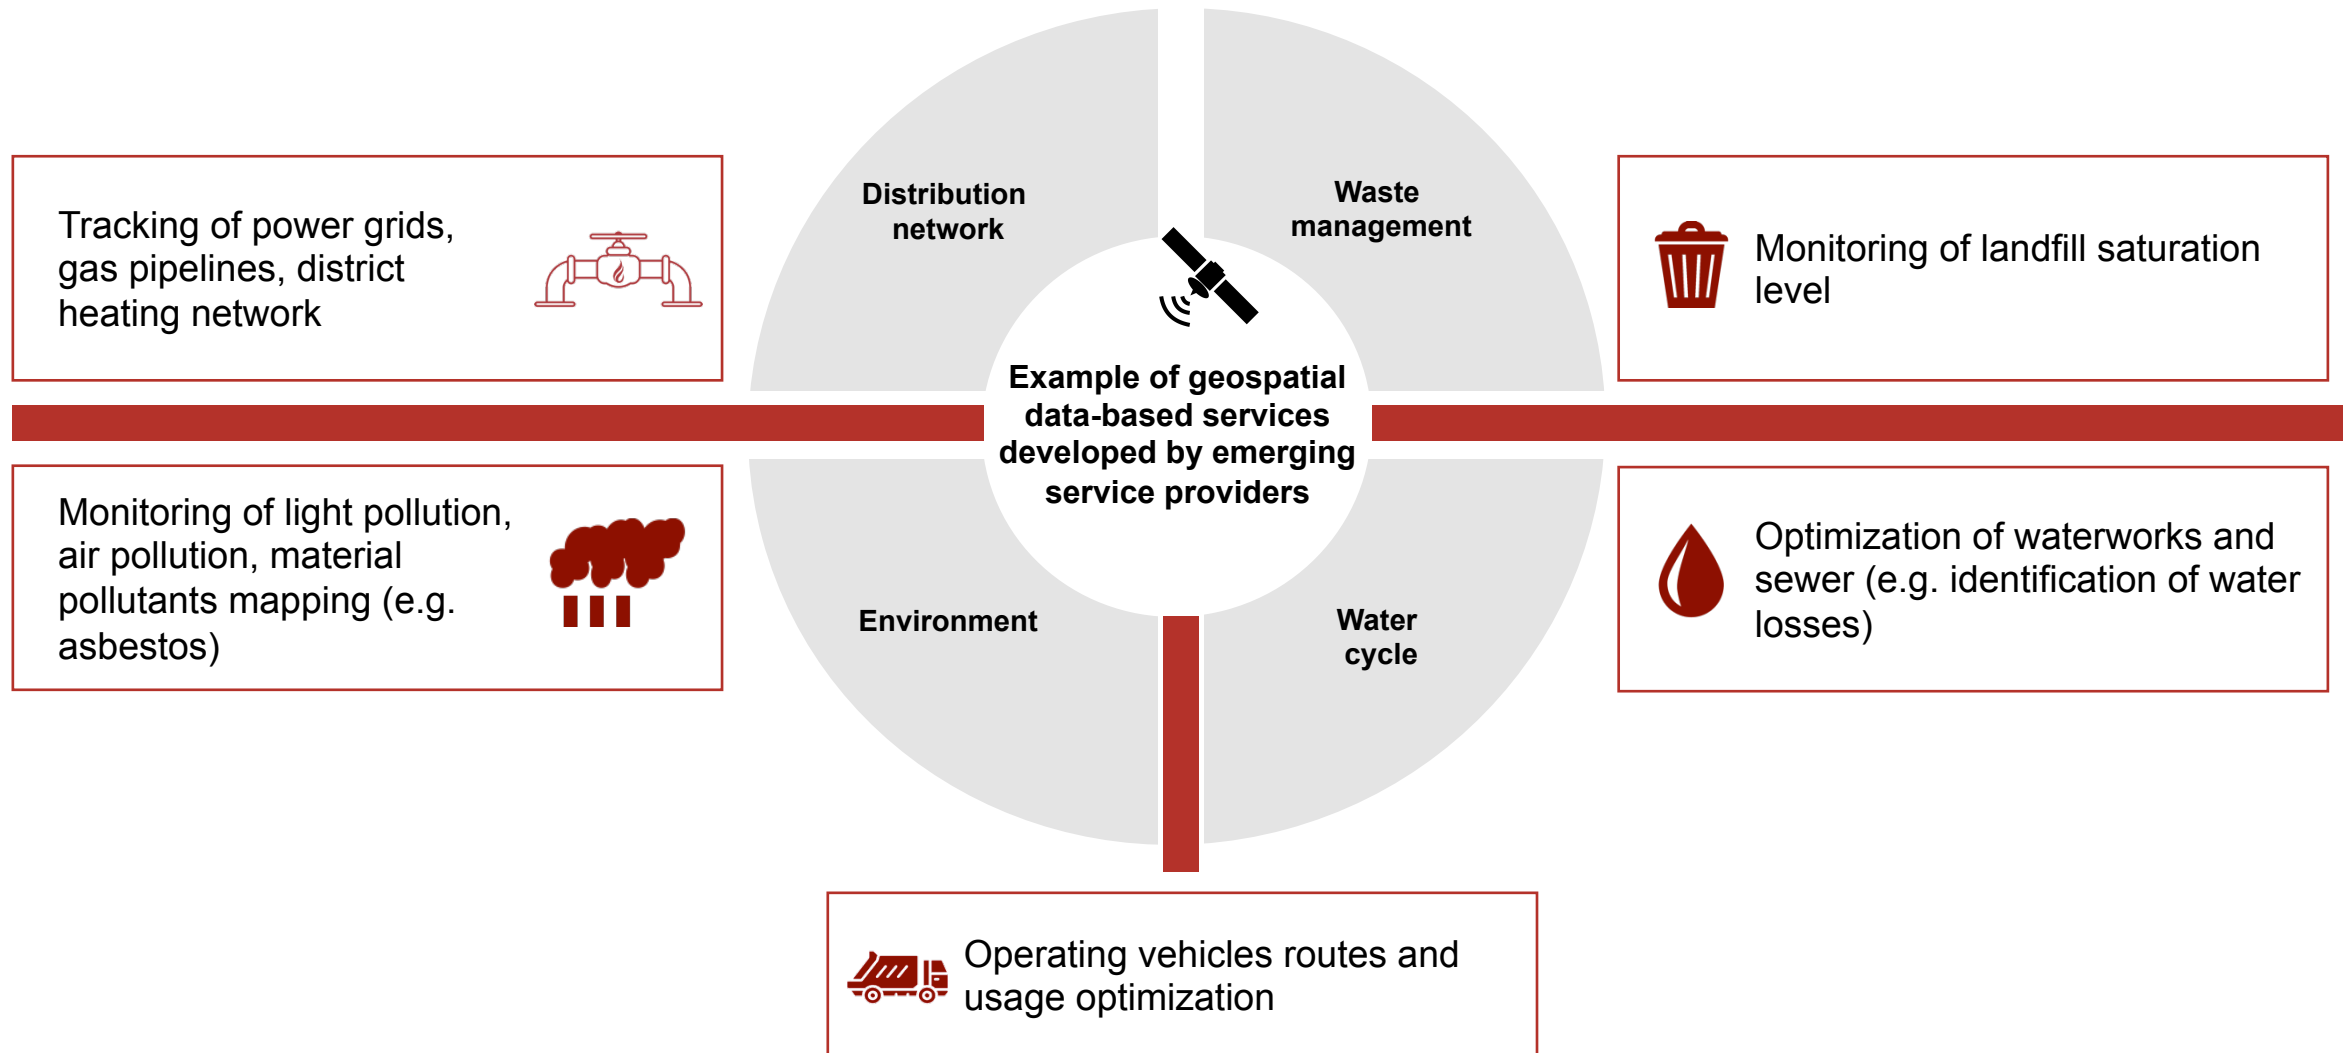 Distribution
network
Waste
management
Tracking of power grids,
gas pipelines, district
heating network
Monitoring of landfill saturation
level
Example of geospatial
data-based services
developed by emerging
service providers
Monitoring of light pollution,
air pollution, material
pollutants mapping (e.g.
asbestos)
Optimization of waterworks and
sewer (e.g. identification of water
losses)
Environment
Water
cycle
Operating vehicles routes and
usage optimization